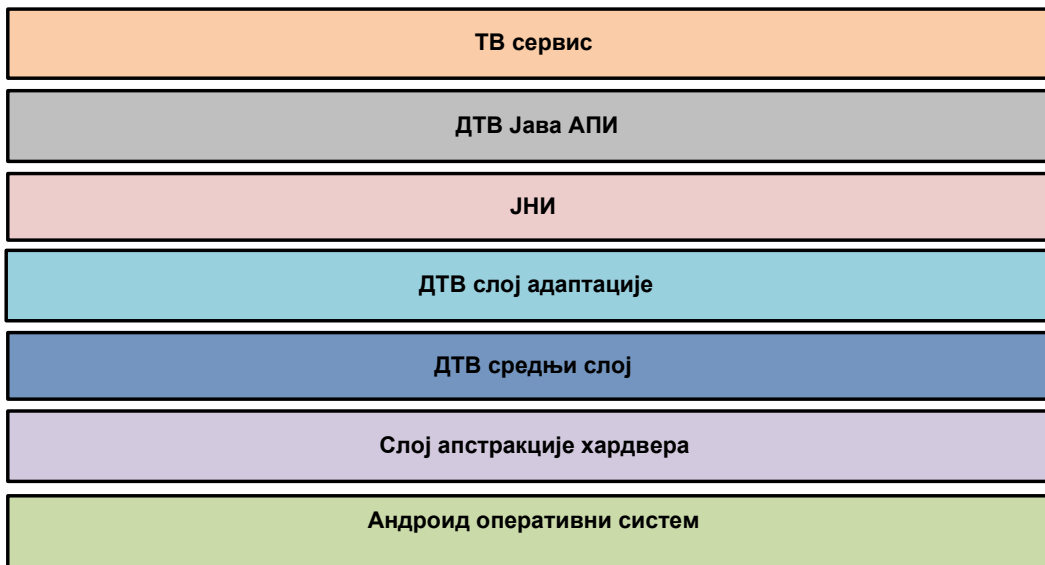 ТВ сервис
ДТВ Јава АПИ
ЈНИ
ДТВ слој адаптације
ДТВ средњи слој
Слој апстракције хардвера
Андроид оперативни систем